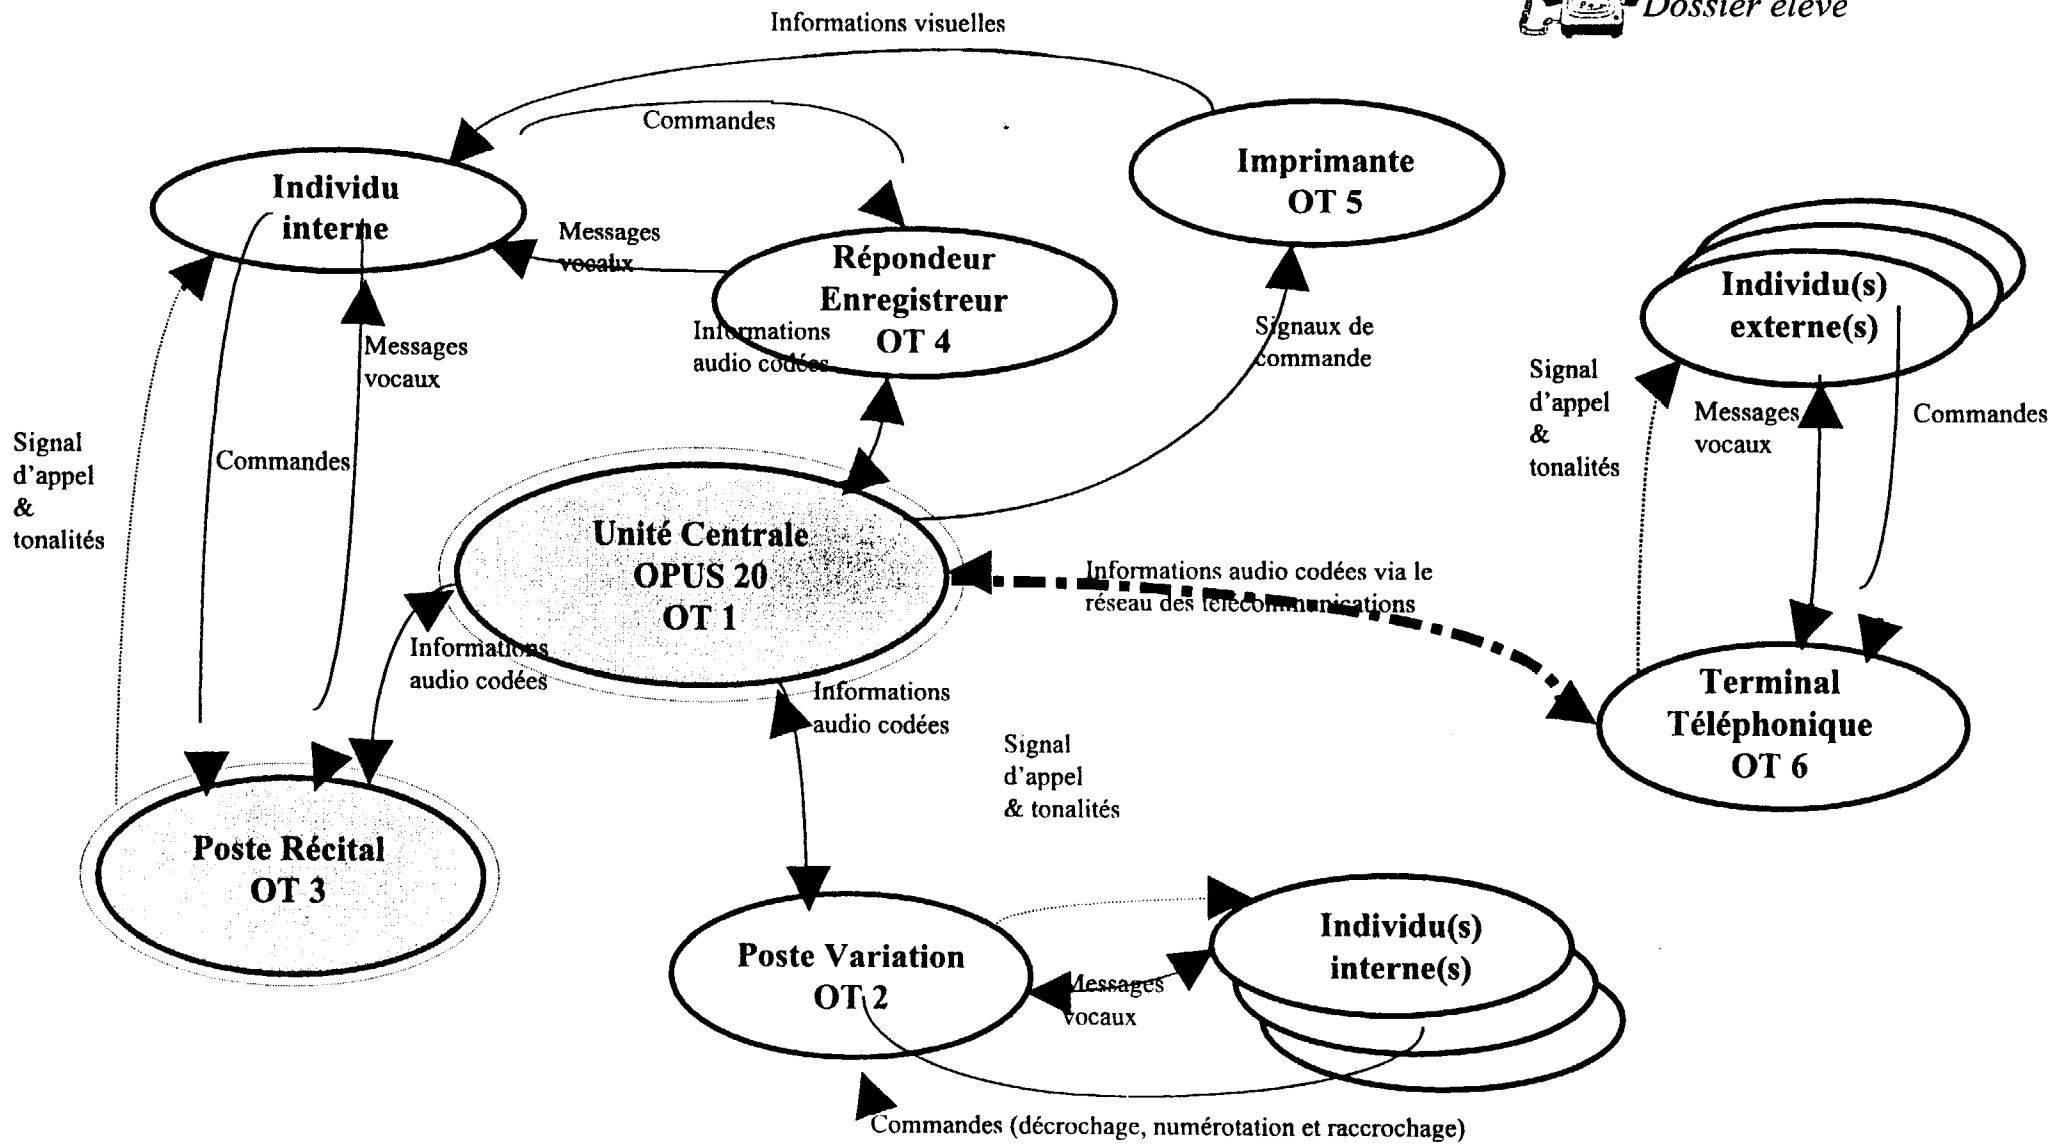 Dossier élève
Informations visuelles
Commandes
Individu
interne
Messages
vocaux
Imprimante
OT 5
Répondeur
Enregistreur
OT 4
Informations
audio codées
Signaux de
commande
Individu(s)
externe(s)
Signal
d'appel
&
tonalités
Messages
vocaux
Commandes
Messages
vocaux
Commandes
Signal
d'appel
&
tonalités
Unité Centrale
OPUS 20
OT 1
Informations audio codées via le
réseau des télécommunications
Informations
audio codées
Informations
audio codées
Terminal
Téléphonique
OT 6
Signal
d'appel
& tonalités
Poste Récital
OT 3
Poste Variation
OT 2
Messages
vocaux
Individu(s)
interne(s)
Commandes (décrochage, numérotation et raccrochage)